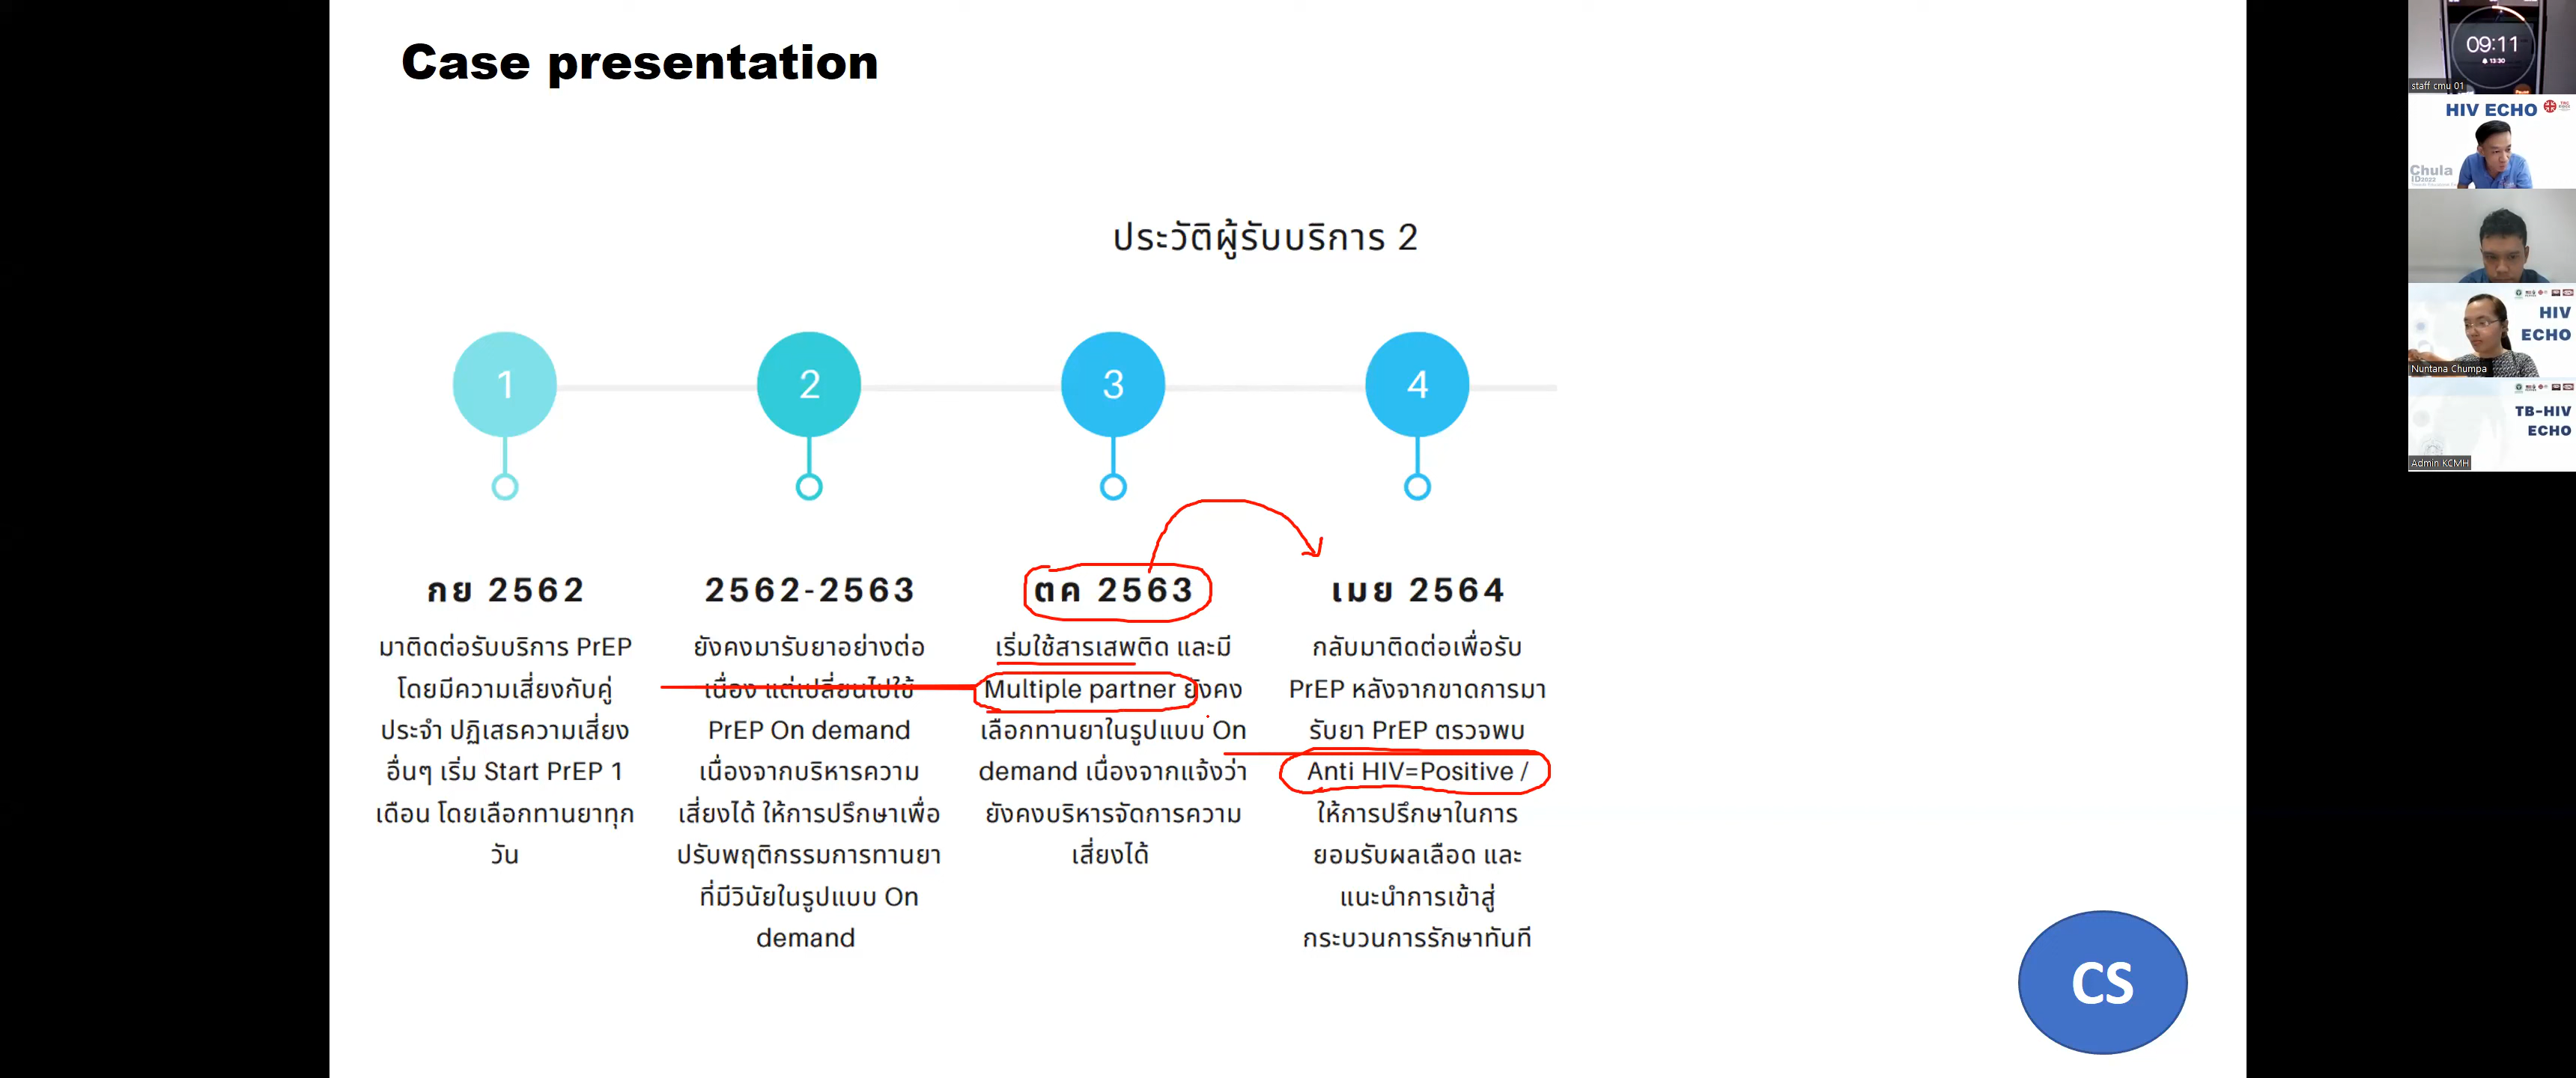 Case presentation
ประวัติผู้รับบริการ 2
1
2
3
4
กย 2562
มาติดต่อรับบริการ PrEP
โดยมีความเสี่ยงกับคู่
ประจำ ปฏิเสธความเสี่ยง
อื่นๆ เริ่ม Start PrEP 1
เดือน โดยเลือกทานยาทุก
วัน
2562-2563
ยังคงมารับยาอย่างต่อ
เนื่อง แต่เปลี่ยนไปใช้
PrEP On demand
เนื่องจากบริหารความ
เสี่ยงได้ ให้การปรึกษาเพื่อ
ปรับพฤติกรรมการทานยา
ที่มีวินัยในรูปแบบ On
demand
ตค 2563
เริ่มใช้สารเสพติด และมี
Multiple partner ยังคง
เลือกทานยาในรูปแบบ On
demand เนื่องจากแจ้งว่า
ยังคงบริหารจัดการความ
เสี่ยงได้
เมย 2564
กลับมาติดต่อเพื่อรับ
PrEP หลังจากขาดการมา
รับยา PrEP ตรวจพบ
Anti HIV=Positive /
ให้การปรึกษาในการ
ยอมรับผลเลือด และ
แนะนำการเข้าสู่
กระบวนการรักษาทันที
CS
09:11
13:30
staff cmu 01
HIV ECHO
Chula
ID2022
HIV
ECHO
Nuntana Chumpa
TB-HIV
ECHO
Admin KCMH